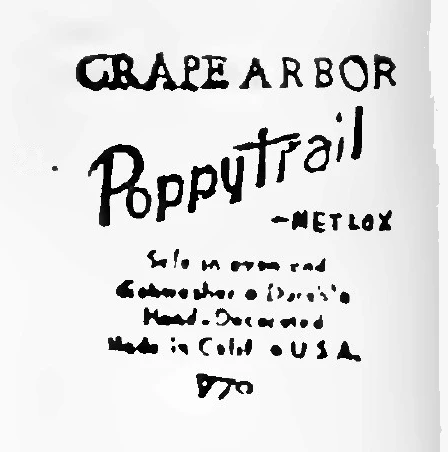 GRAPE ARBOR
Poppytrail
-METLOX
Safe in oven and
Dishwasher • Durable
Hand-Decorated
Made in Calif • U S A.